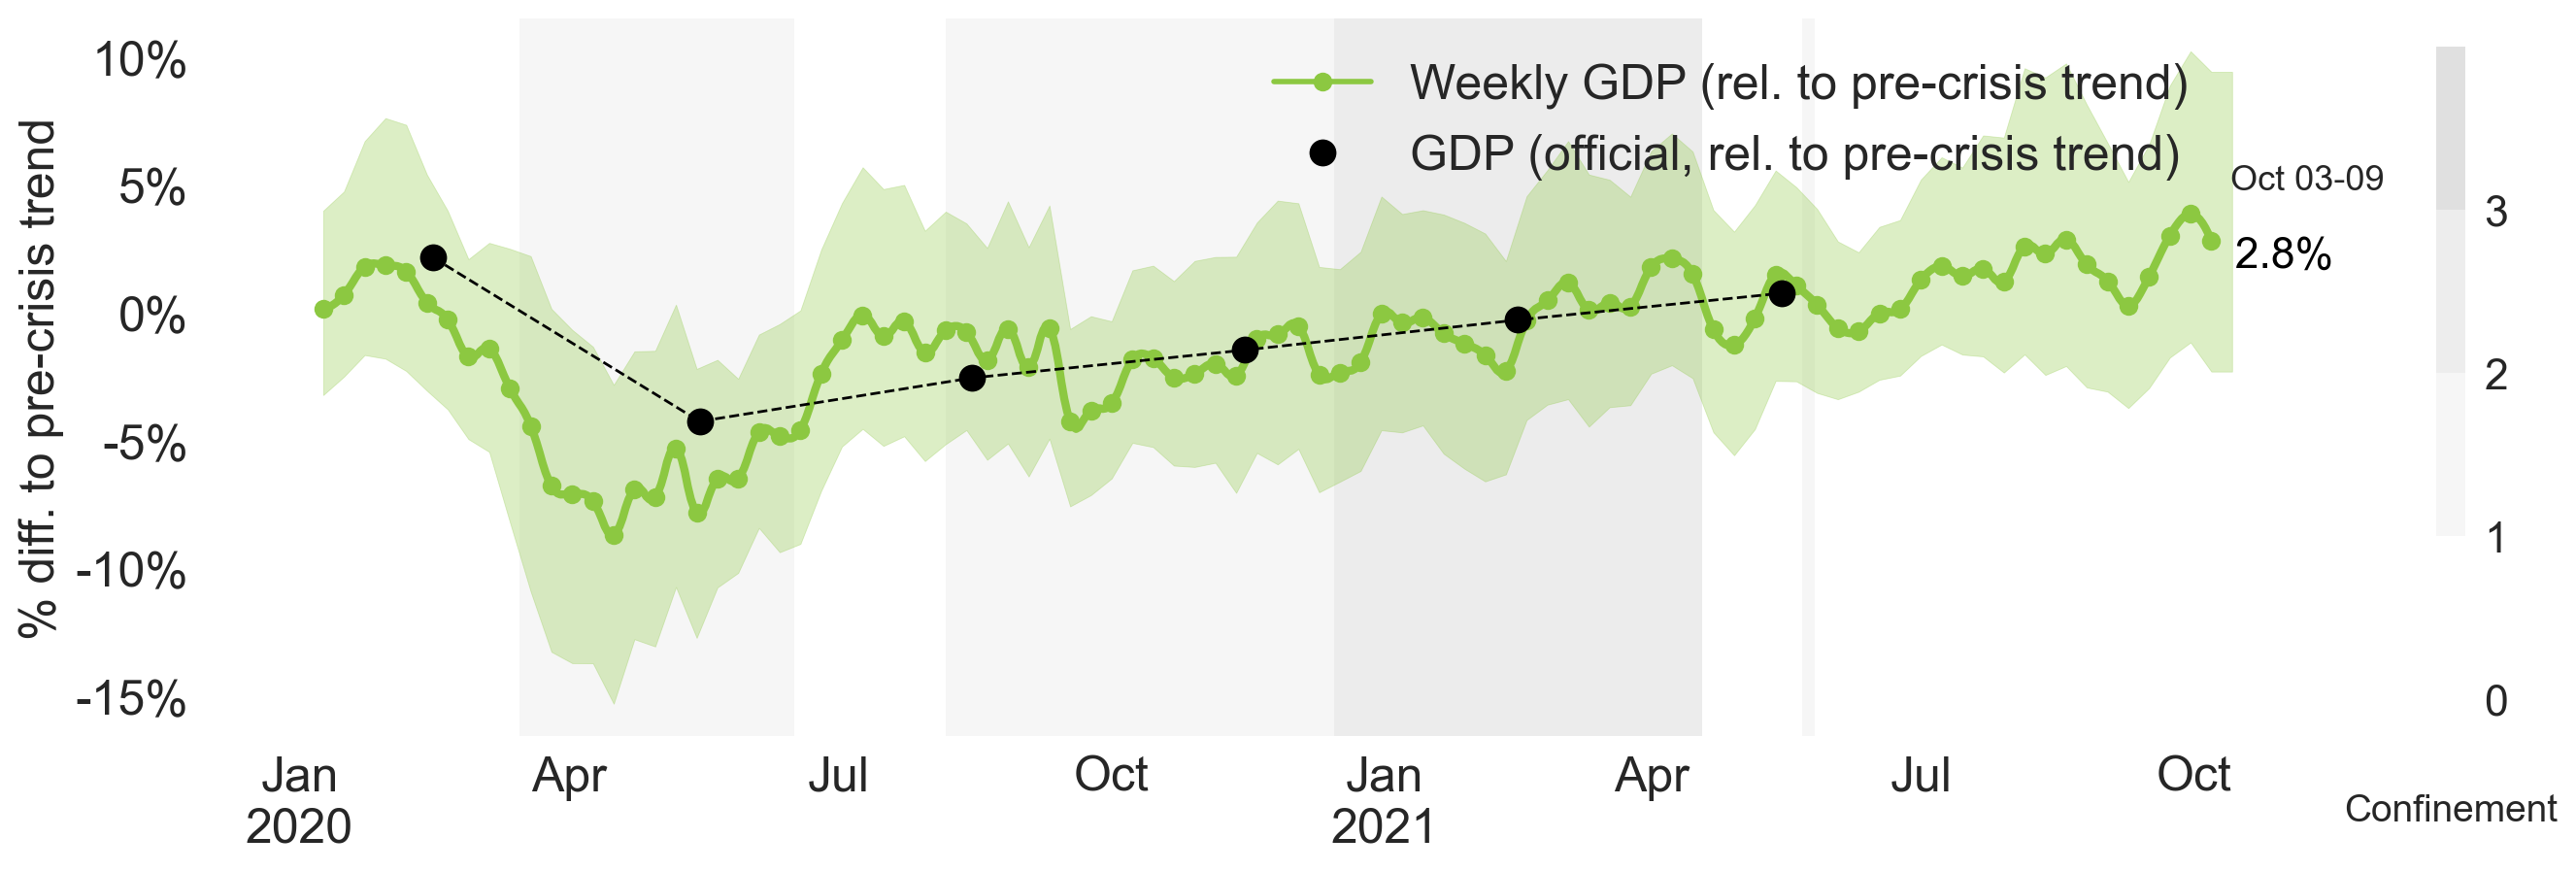 % diff. to pre-crisis trend
10%
5%
0%
-5%
-10%
-15%
Weekly GDP (rel. to pre-crisis trend)
GDP (official, rel. to pre-crisis trend)
Oct 03-09
2.8%
3
2
1
0
Jan Apr Jul Oct Jan Apr Jul Oct
2020 2021
Confinement